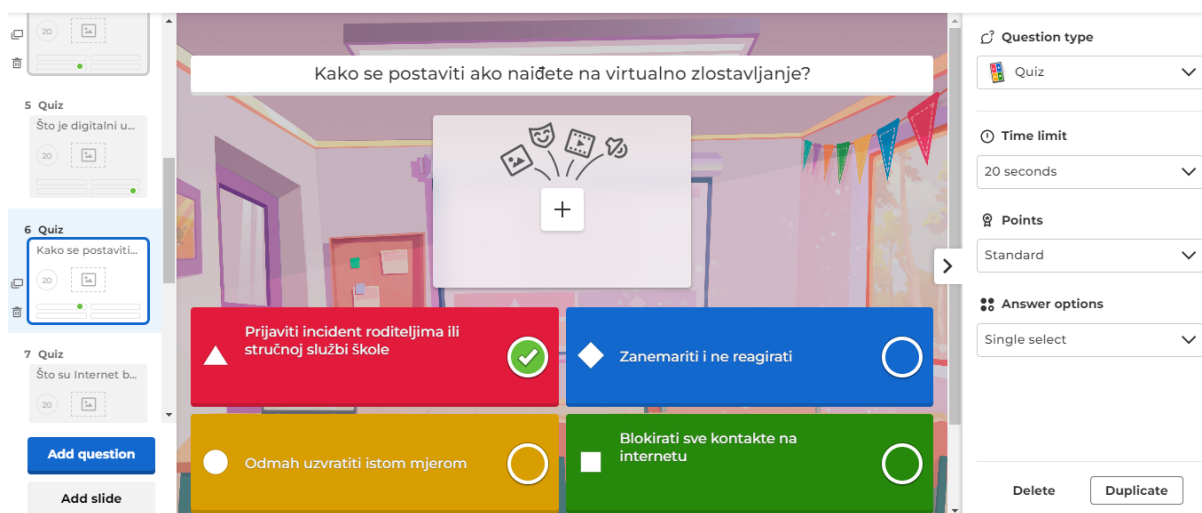 20
5 Quiz
Što je digitalni u...
20
6 Quiz
Kako se postaviti...
20
7 Quiz
Što su Internet b...
20
Add question
Add slide
Kako se postaviti ako naiđete na virtualno zlostavljanje?
Prijaviti incident roditeljima ili
stručnoj službi škole
Zanemariti i ne reagirati
Odmah uzvratiti istom mjerom
Blokirati sve kontakte na
internetu
Question type
Quiz
Time limit
20 seconds
Points
Standard
Answer options
Single select
Delete
Duplicate